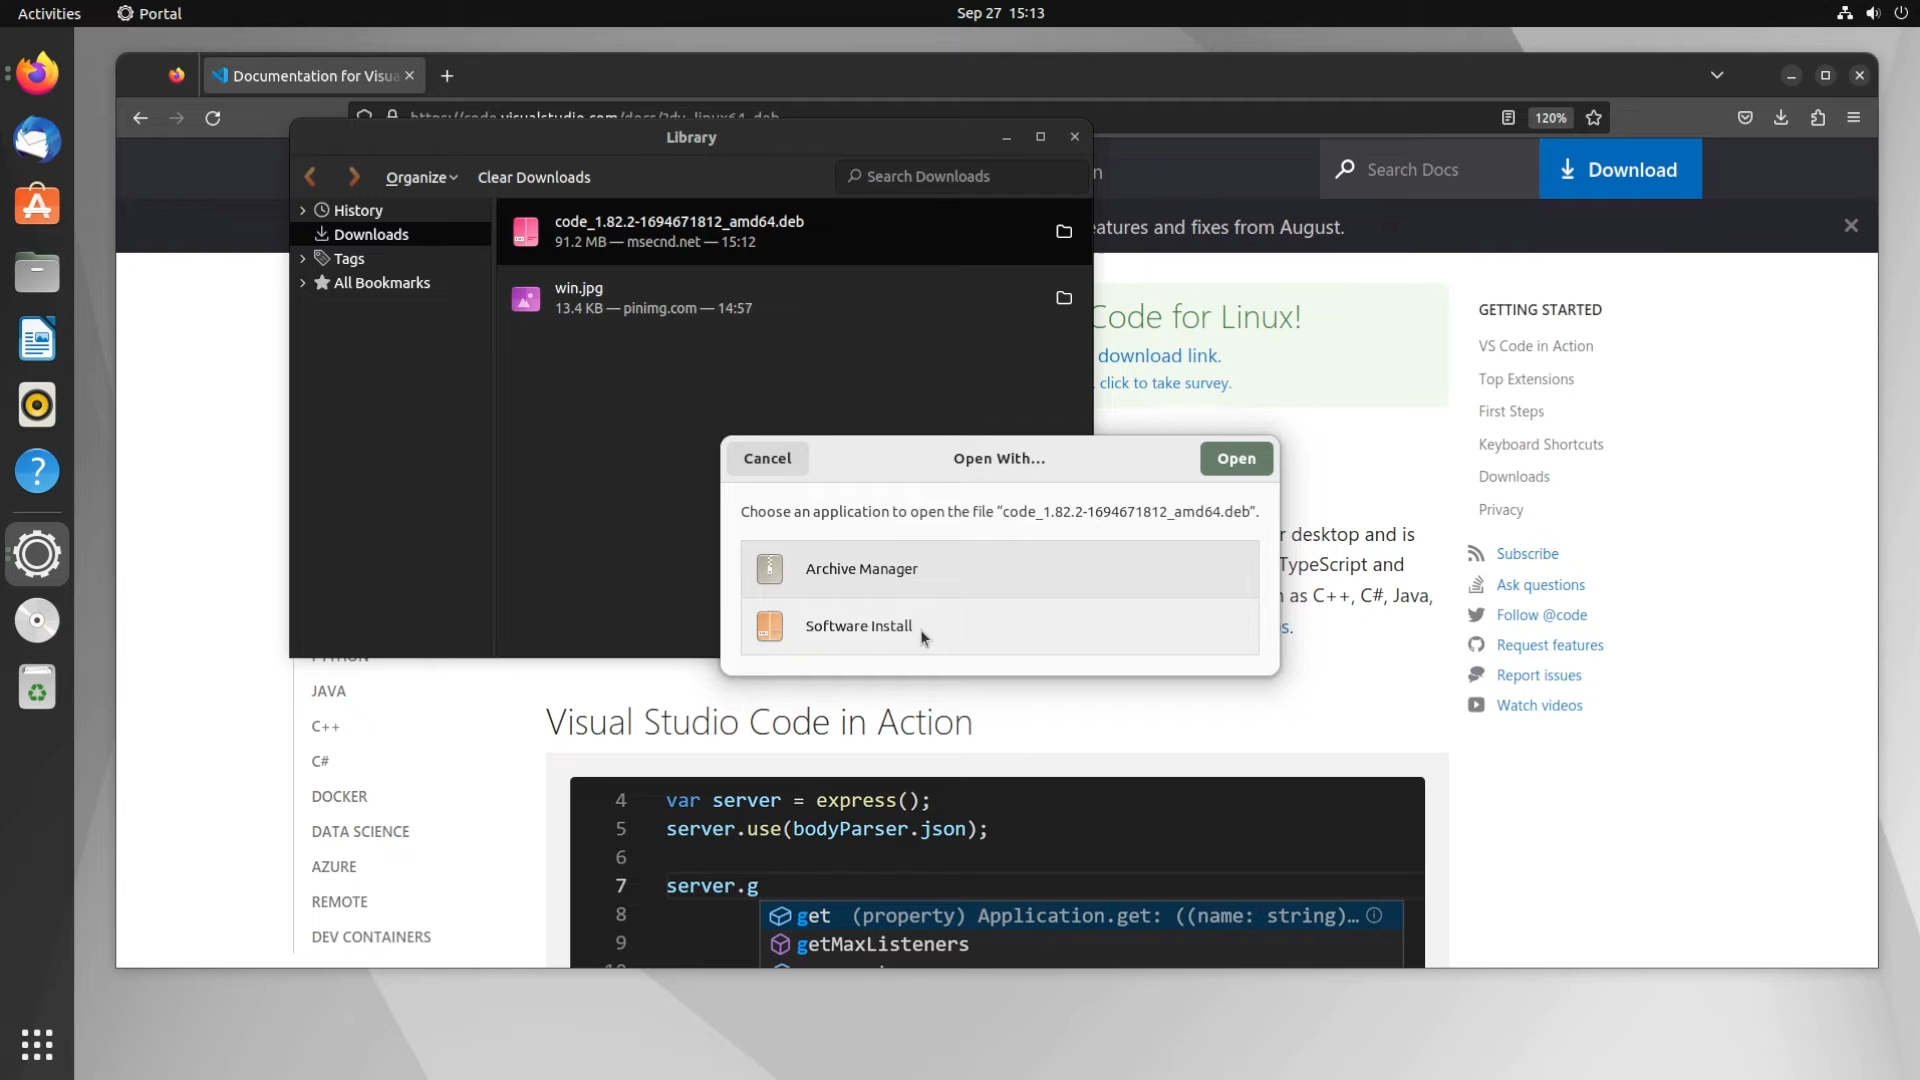 Activities
Portal
Sep 27 15:13
Documentation for Visua
120%
Library
Organize
Clear Downloads
Search Downloads
n
Search Docs
Download
History
Downloads
Tags
All Bookmarks
code_1.82.2-1694671812_amd64.deb
91.2 MB — msecnd.net — 15:12
win.jpg
13.4 KB — pinimg.com — 14:57
eatures and fixes from August.
Code for Linux!
download link.
click to take survey.
Cancel
Open With...
Open
Choose an application to open the file “code_1.82.2-1694671812_amd64.deb”.
Archive Manager
Software Install
r desktop and is
TypeScript and
as C++, C#, Java,
s.
GETTING STARTED
VS Code in Action
Top Extensions
First Steps
Keyboard Shortcuts
Downloads
Privacy
Subscribe
Ask questions
Follow @code
Request features
Report issues
Watch videos
PYTHON
JAVA
C++
C#
DOCKER
DATA SCIENCE
AZURE
REMOTE
DEV CONTAINERS
Visual Studio Code in Action
4 var server = express();
5 server.use(bodyParser.json);
6
7 server.g
8 get (property) Application.get: ((name: string)…
9 getMaxListeners